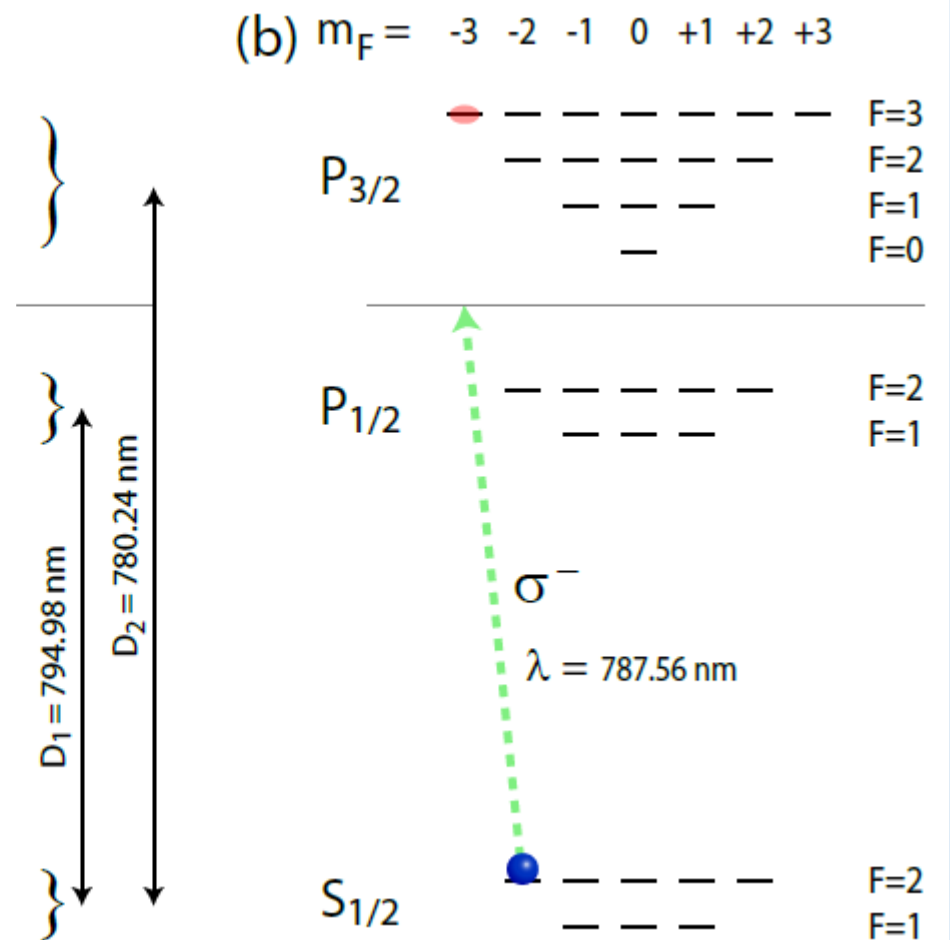 (b) m_F = -3 -2 -1 0 +1 +2 +3
F=3
P_3/2
F=2
F=1
F=0
P_1/2
F=2
F=1
D_1 = 794.98 nm
D_2 = 780.24 nm
σ⁻
λ = 787.56 nm
S_1/2
F=2
F=1